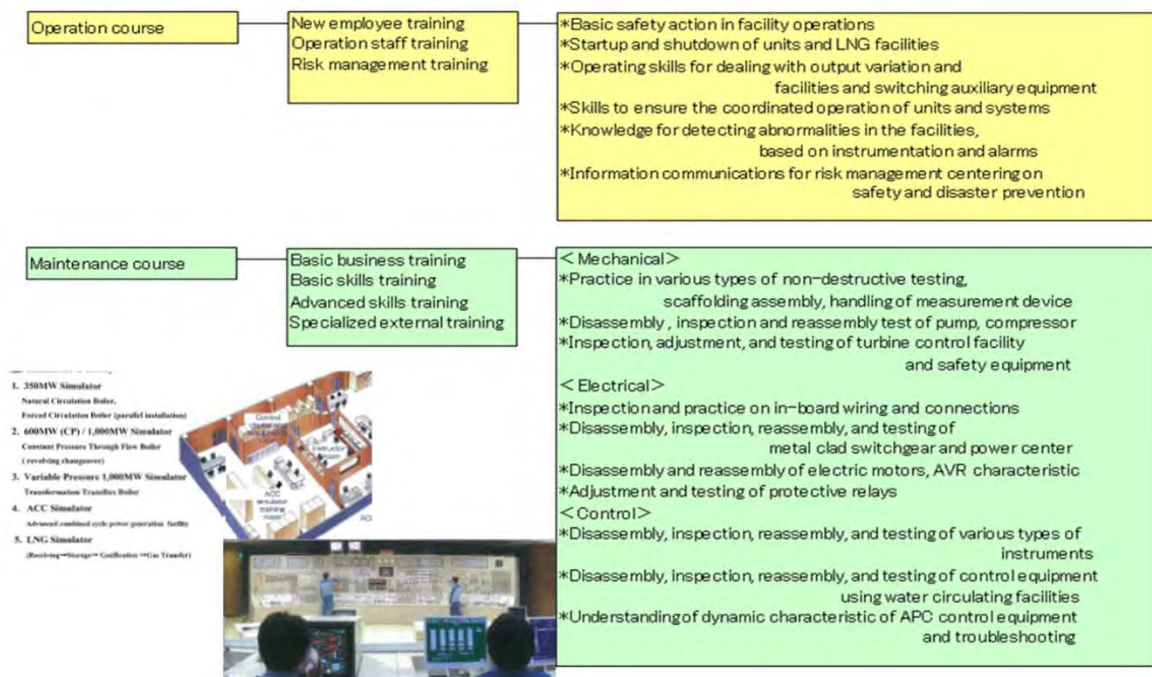 Operation course
New employee training
Operation staff training
Risk management training
*Basic safety action in facility operations
*Startup and shutdown of units and LNG facilities
*Operating skills for dealing with output variation and
facilities and switching auxiliary equipment
*Skills to ensure the coordinated operation of units and systems
*Knowledge for detecting abnormalities in the facilities,
based on instrumentation and alarms
*Information communications for risk management centering on
safety and disaster prevention
Maintenance course
Basic business training
Basic skills training
Advanced skills training
Specialized external training
<Mechanical>
*Practice in various types of non-destructive testing,
scaffolding assembly, handling of measurement device
*Disassembly , inspection and reassembly test of pump, compressor
*Inspection, adjustment, and testing of turbine control facility
and safety equipment
<Electrical>
*Inspection and practice on in-board wiring and connections
*Disassembly, inspection, reassembly, and testing of
metal clad switchgear and power center
*Disassembly and reassembly of electric motors, AVR characteristic
*Adjustment and testing of protective relays
<Control>
*Disassembly, inspection, reassembly, and testing of various types of
instruments
*Disassembly, inspection, reassembly, and testing of control equipment
using water circulating facilities
*Understanding of dynamic characteristic of APC control equipment
and troubleshooting
1. 350MW Simulator
Natural Circulation Boiler,
Forced Circulation Boiler (parallel installation)
2. 600MW (CP) / 1,000MW Simulator
Constant Pressure Through Flow Boiler
( revolving changeover)
3. Variable Pressure 1,000MW Simulator
Transformation Transflux Boiler
4. ACC Simulator
Advanced combined cycle power generation facility
5. LNG Simulator
(Receiving→Storage→ Gasification →Gas Transfer)
Control
Instructor
room
ACC
simulator
training
room